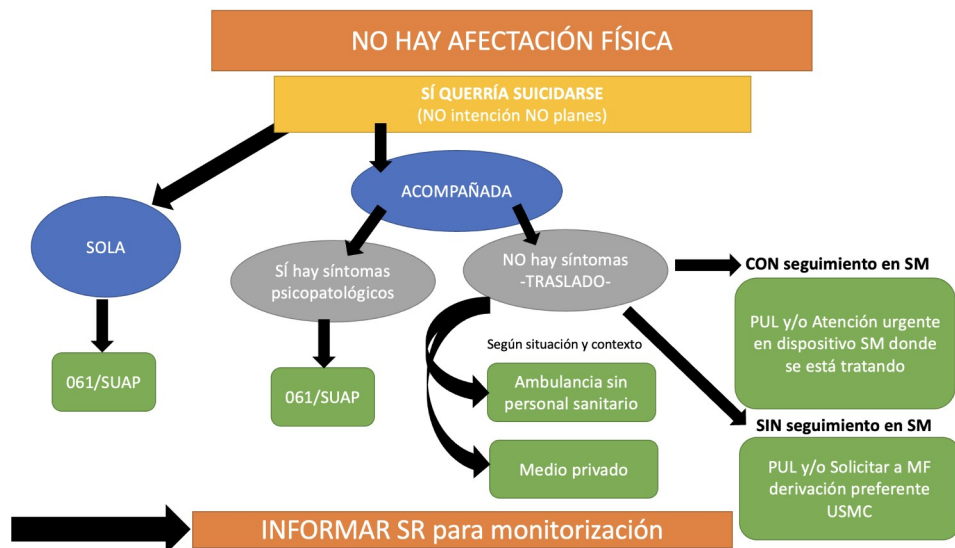 NO HAY AFECTACIÓN FÍSICA
SÍ QUERRÍA SUICIDARSE
(NO intención NO planes)
ACOMPAÑADA
SOLA
SÍ hay síntomas
psicopatológicos
NO hay síntomas
-TRASLADO-
CON seguimiento en SM
PUL y/o Atención urgente
en dispositivo SM donde
se está tratando
061/SUAP
061/SUAP
Según situación y contexto
Ambulancia sin
personal sanitario
Medio privado
SIN seguimiento en SM
PUL y/o Solicitar a MF
derivación preferente
USMC
INFORMAR SR para monitorización